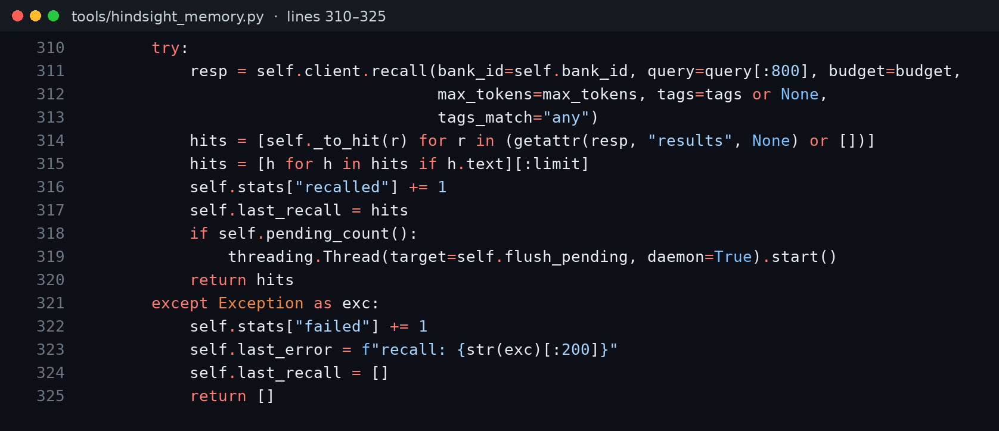 tools/hindsight_memory.py · lines 310–325
310         try:
311             resp = self.client.recall(bank_id=self.bank_id, query=query[:800], budget=budget,
312                                       max_tokens=max_tokens, tags=tags or None,
313                                       tags_match="any")
314             hits = [self._to_hit(r) for r in (getattr(resp, "results", None) or [])]
315             hits = [h for h in hits if h.text][:limit]
316             self.stats["recalled"] += 1
317             self.last_recall = hits
318             if self.pending_count():
319                 threading.Thread(target=self.flush_pending, daemon=True).start()
320             return hits
321         except Exception as exc:
322             self.stats["failed"] += 1
323             self.last_error = f"recall: {str(exc)[:200]}"
324             self.last_recall = []
325             return []